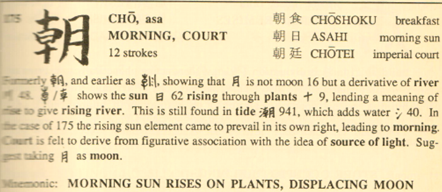 175 朝 CHŌ, asa 朝食 CHŌSHOKU breakfast
MORNING, COURT 朝日 ASAHI morning sun
12 strokes 朝廷 CHŌTEI imperial court
Formerly, and earlier as, showing that 月 is not moon 16 but a derivative of river
48. shows the sun 日 62 rising through plants 十 9, lending a meaning of
rise to give rising river. This is still found in tide 潮 941, which adds water 氵 40. In
the case of 175 the rising sun element came to prevail in its own right, leading to morning.
Court is felt to derive from figurative association with the idea of source of light. Sug-
gest taking 月 as moon.
Mnemonic: MORNING SUN RISES ON PLANTS, DISPLACING MOON